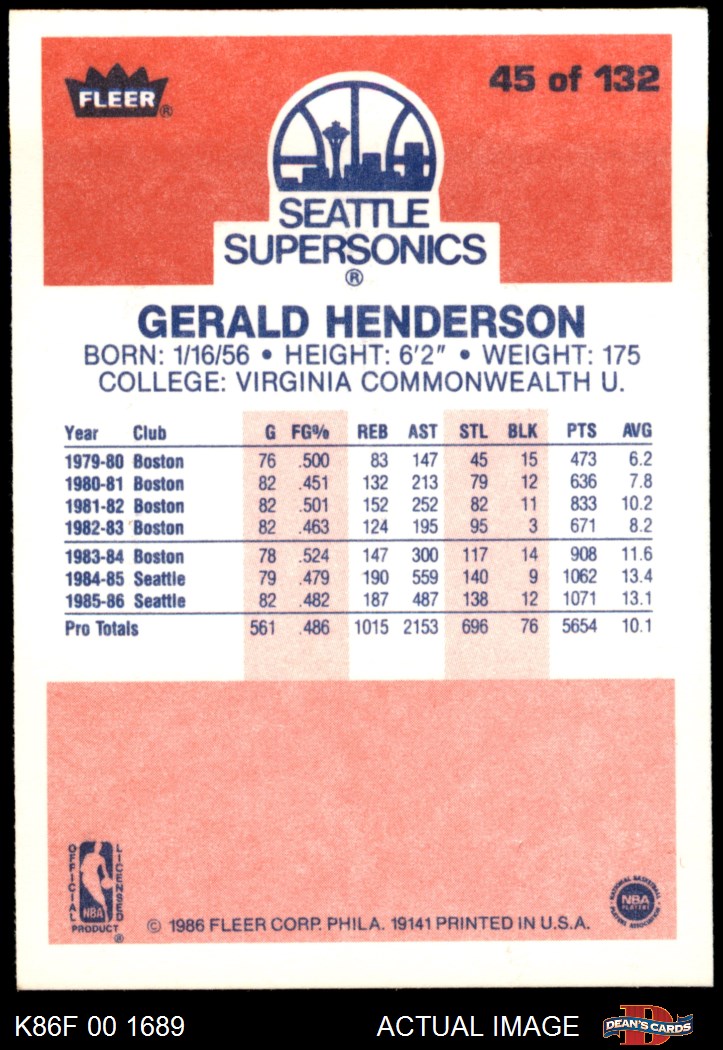 FLEER®
45 of 132
SEATTLE
SUPERSONICS
®
GERALD HENDERSON
BORN: 1/16/56 • HEIGHT: 6'2" • WEIGHT: 175
COLLEGE: VIRGINIA COMMONWEALTH U.
Year Club G FG% REB AST STL BLK PTS AVG
1979-80 Boston 76 .500 83 147 45 15 473 6.2
1980-81 Boston 82 .451 132 213 79 12 636 7.8
1981-82 Boston 82 .501 152 252 82 11 833 10.2
1982-83 Boston 82 .463 124 195 95 3 671 8.2
1983-84 Boston 78 .524 147 300 117 14 908 11.6
1984-85 Seattle 79 .479 190 559 140 9 1062 13.4
1985-86 Seattle 82 .482 187 487 138 12 1071 13.1
Pro Totals 561 .486 1015 2153 696 76 5654 10.1
OFFICIAL
LICENSED
NBA
PRODUCT
®
© 1986 FLEER CORP. PHILA. 19141 PRINTED IN U.S.A.
NATIONAL BASKETBALL
NBA
PLAYERS
PLAYERS ASSOCIATION
K86F 00 1689
ACTUAL IMAGE
D
DEAN'S CARDS